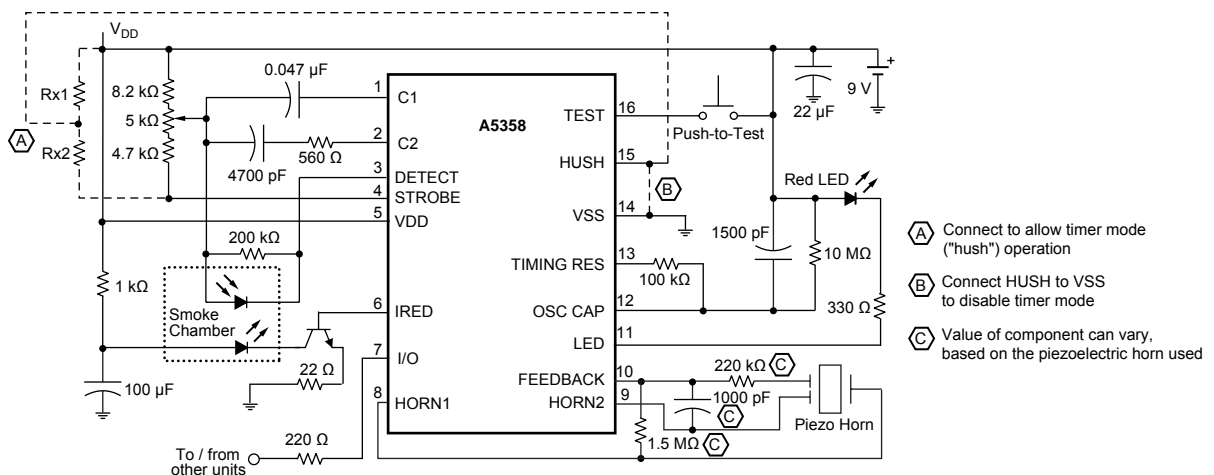 V_DD
Rx1
Rx2
A
8.2 kΩ
5 kΩ
4.7 kΩ
0.047 µF
4700 pF
560 Ω
200 kΩ
1 kΩ
Smoke
Chamber
100 µF
22 Ω
220 Ω
To / from
other units
A5358
1
C1
2
C2
3
DETECT
4
STROBE
5
VDD
6
IRED
7
I/O
8
HORN1
TEST
16
HUSH
15
VSS
14
TIMING RES
13
OSC CAP
12
LED
11
FEEDBACK
10
HORN2
9
Push-to-Test
22 µF
9 V
+
B
Red LED
1500 pF
10 MΩ
100 kΩ
330 Ω
220 kΩ
C
1000 pF
C
1.5 MΩ
C
Piezo Horn
A Connect to allow timer mode
("hush") operation
B Connect HUSH to VSS
to disable timer mode
C Value of component can vary,
based on the piezoelectric horn used